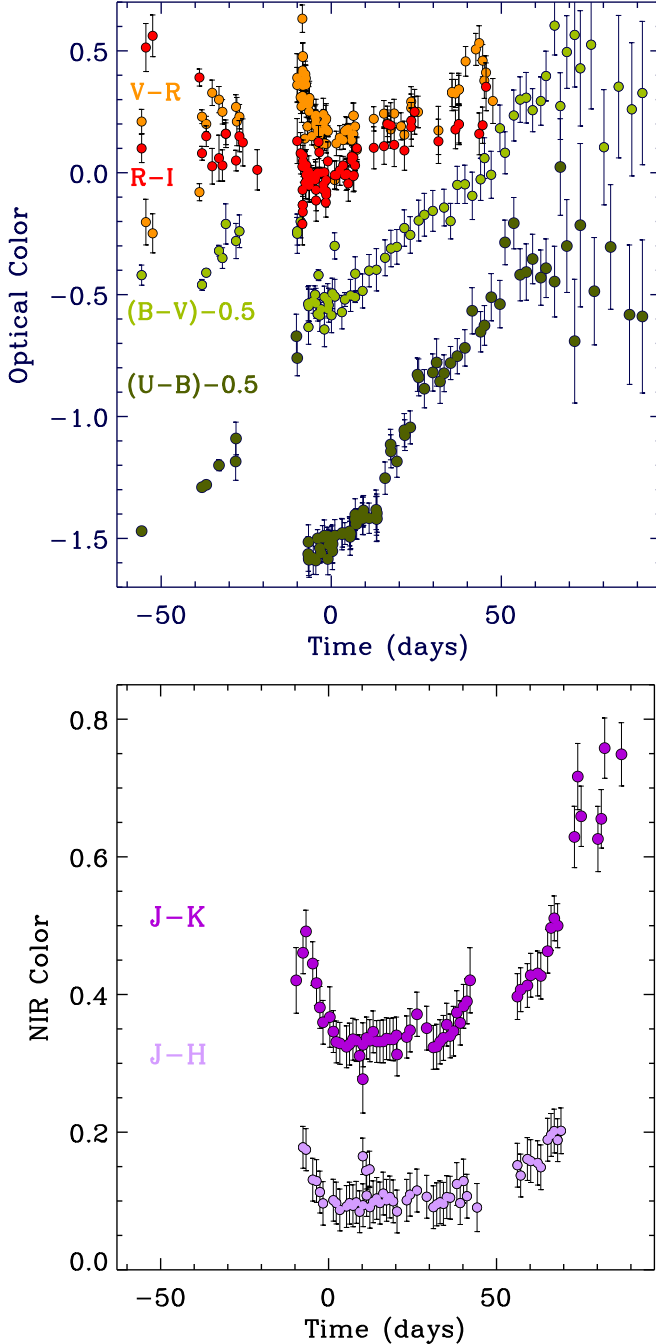 0.5
V−R
R−I
0.0
(B−V)−0.5
−0.5
(U−B)−0.5
−1.0
−1.5
Optical Color
−50 0 50
Time (days)
0.8
0.6
J−K
0.4
J−H
0.2
0.0
NIR Color
−50 0 50
Time (days)